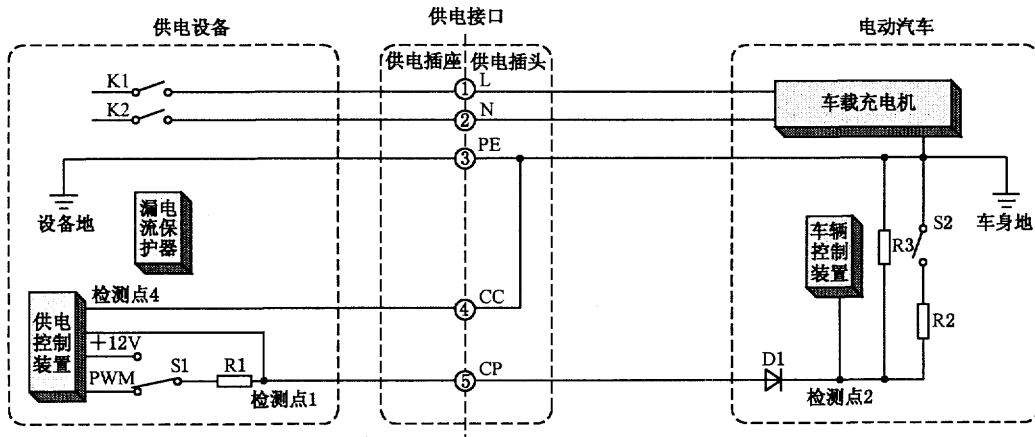 供电设备
供电接口
电动汽车
供电插座
供电插头
K1
①
L
车载充电机
K2
②
N
③
PE
设备地
漏电
流保
护器
车辆
控制
装置
R3
S2
车身地
检测点4
④
CC
供电
控制
装置
+12V
PWM
S1
R1
检测点1
⑤
CP
D1
检测点2
R2